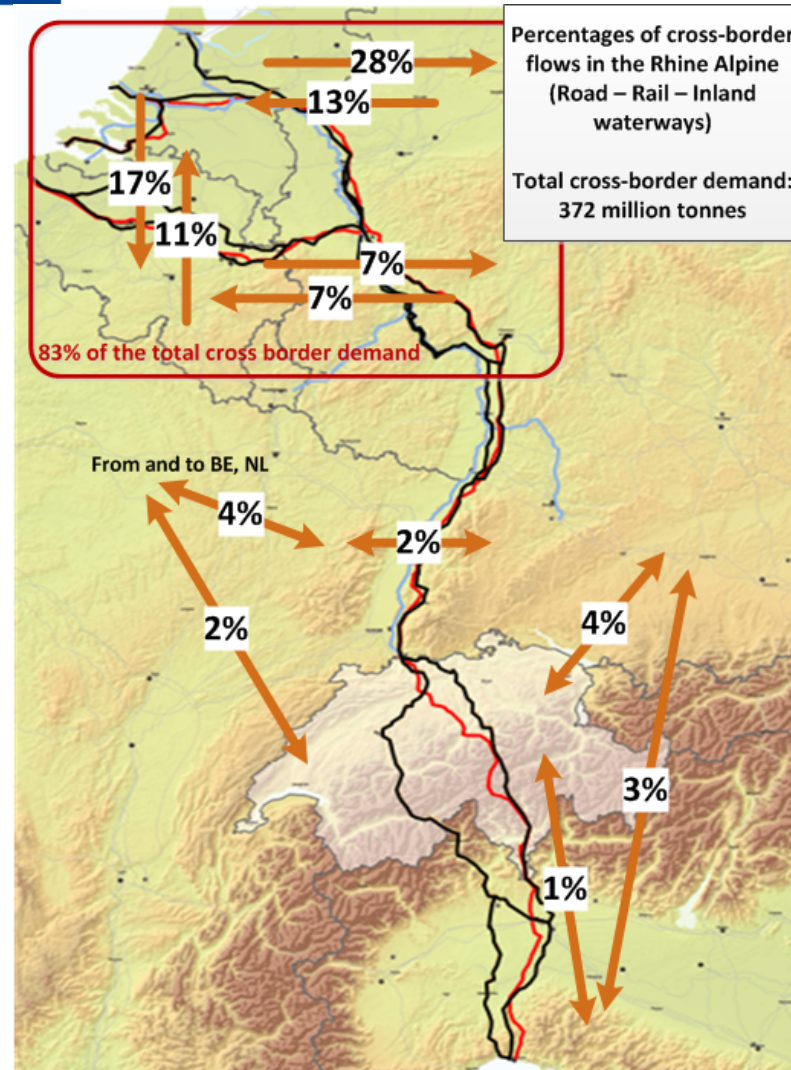 Percentages of cross-border
flows in the Rhine Alpine
(Road – Rail – Inland
waterways)
Total cross-border demand:
372 million tonnes
28%
13%
17%
11%
7%
7%
83% of the total cross border demand
From and to BE, NL
4%
2%
2%
4%
3%
1%